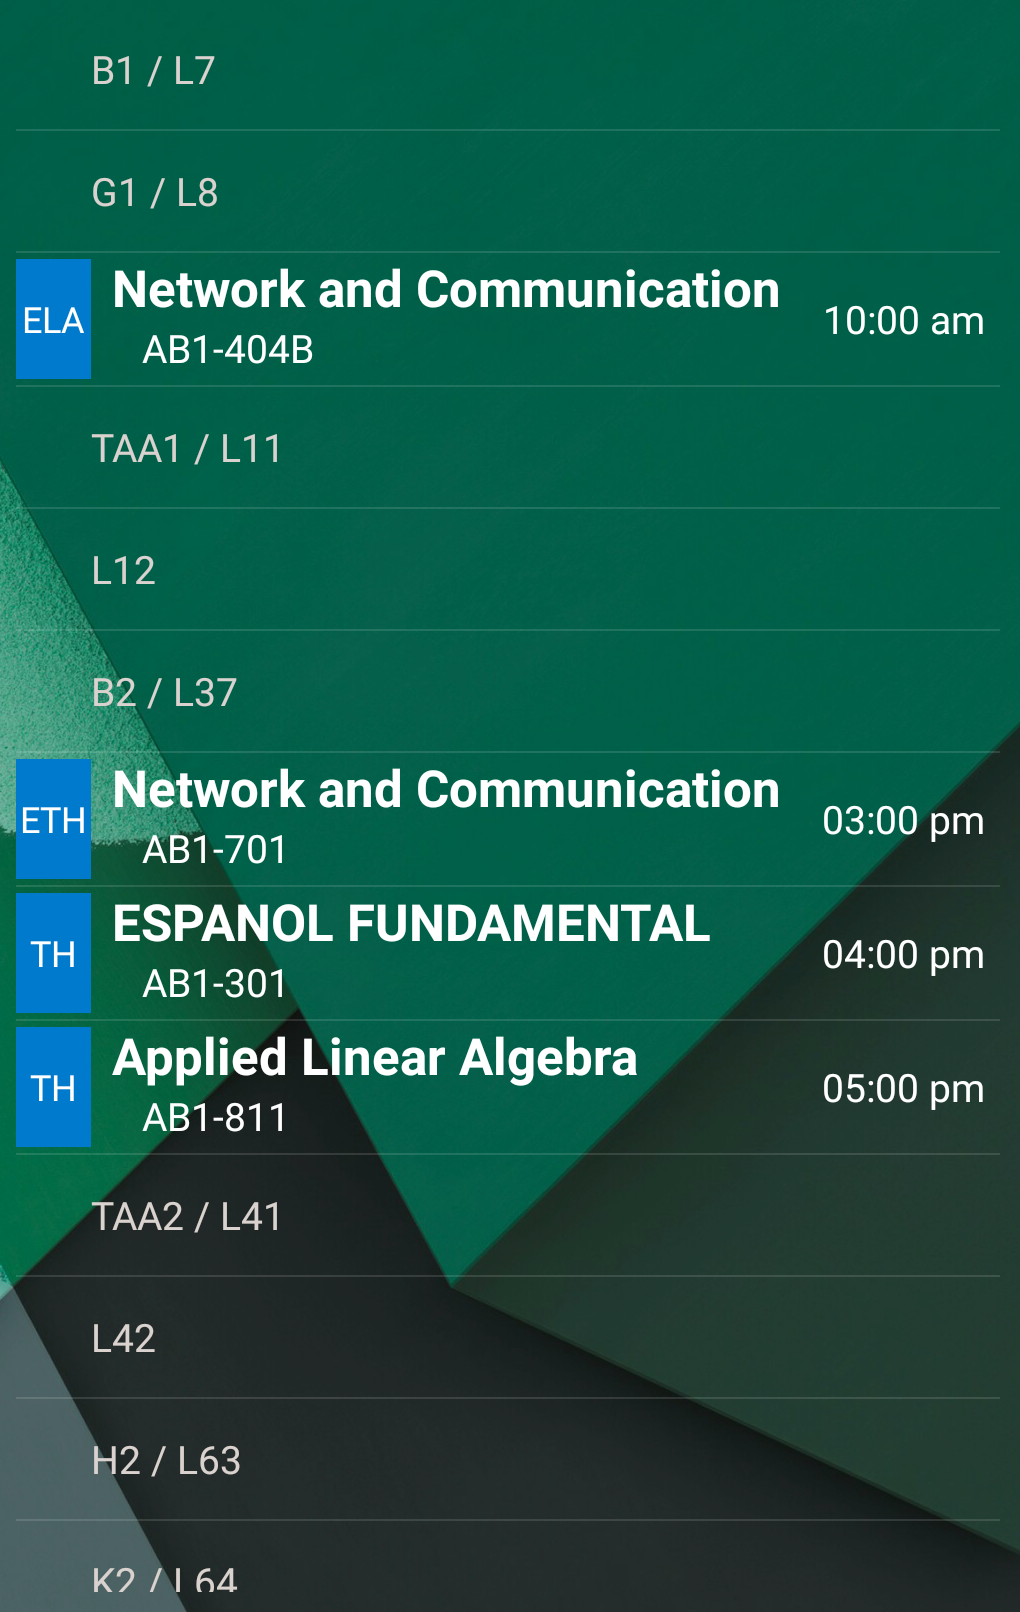 B1 / L7
G1 / L8
ELA
Network and Communication
AB1-404B
10:00 am
TAA1 / L11
L12
B2 / L37
ETH
Network and Communication
AB1-701
03:00 pm
TH
ESPANOL FUNDAMENTAL
AB1-301
04:00 pm
TH
Applied Linear Algebra
AB1-811
05:00 pm
TAA2 / L41
L42
H2 / L63
K2 / L64